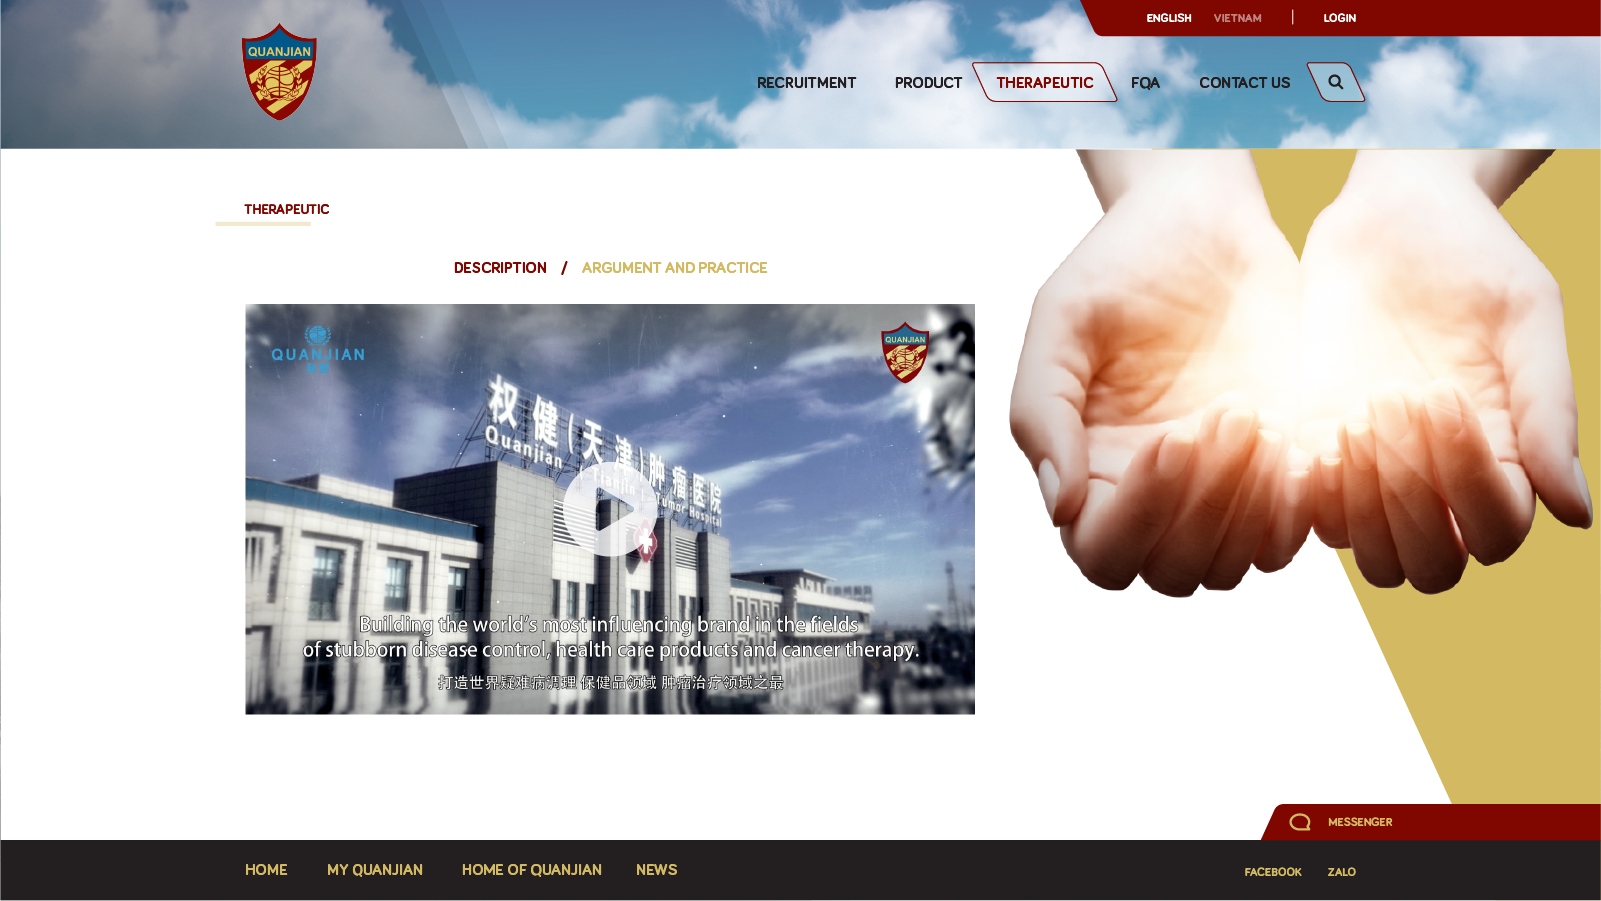 ENGLISH VIETNAM | LOGIN
QUANJIAN
RECRUITMENT PRODUCT THERAPEUTIC FQA CONTACT US
THERAPEUTIC
DESCRIPTION / ARGUMENT AND PRACTICE
QUANJIAN
QUANJIAN
权健(天津)肿瘤医院
Quanjian Tianjin Tumor Hospital
Building the world's most influencing brand in the fields
of stubborn disease control, health care products and cancer therapy.
打造世界疑难病调理 保健品领域 肿瘤治疗领域之最
MESSENGER
HOME MY QUANJIAN HOME OF QUANJIAN NEWS
FACEBOOK ZALO